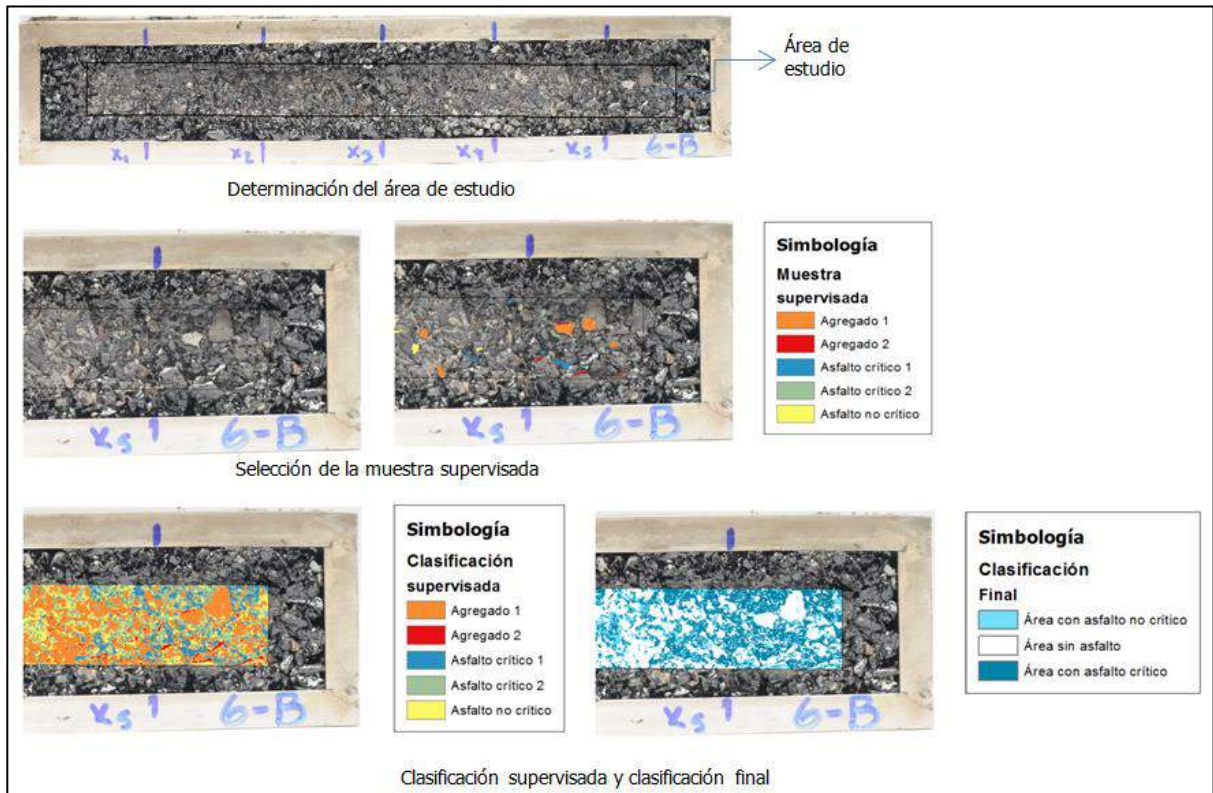 Área de
estudio
x1 x2 x3 x4 x5 6-B
Determinación del área de estudio
x5 6-B
x5 6-B
Simbología
Muestra
supervisada
Agregado 1
Agregado 2
Asfalto crítico 1
Asfalto crítico 2
Asfalto no crítico
Selección de la muestra supervisada
x5 6-B
Simbología
Clasificación
supervisada
Agregado 1
Agregado 2
Asfalto crítico 1
Asfalto crítico 2
Asfalto no crítico
x5 6-B
Simbología
Clasificación
Final
Área con asfalto no crítico
Área sin asfalto
Área con asfalto crítico
Clasificación supervisada y clasificación final